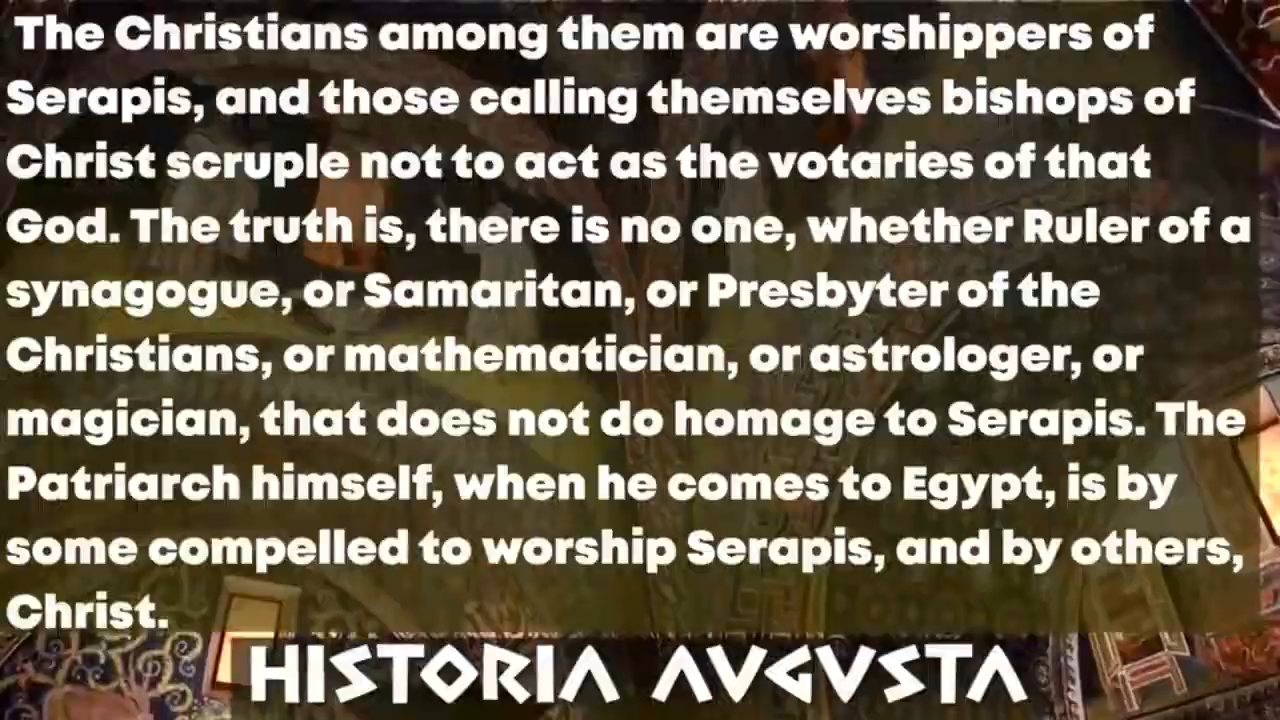 The Christians among them are worshippers of
Serapis, and those calling themselves bishops of
Christ scruple not to act as the votaries of that
God. The truth is, there is no one, whether Ruler of a
synagogue, or Samaritan, or Presbyter of the
Christians, or mathematician, or astrologer, or
magician, that does not do homage to Serapis. The
Patriarch himself, when he comes to Egypt, is by
some compelled to worship Serapis, and by others,
Christ.
HISTORIA AVGVSTA